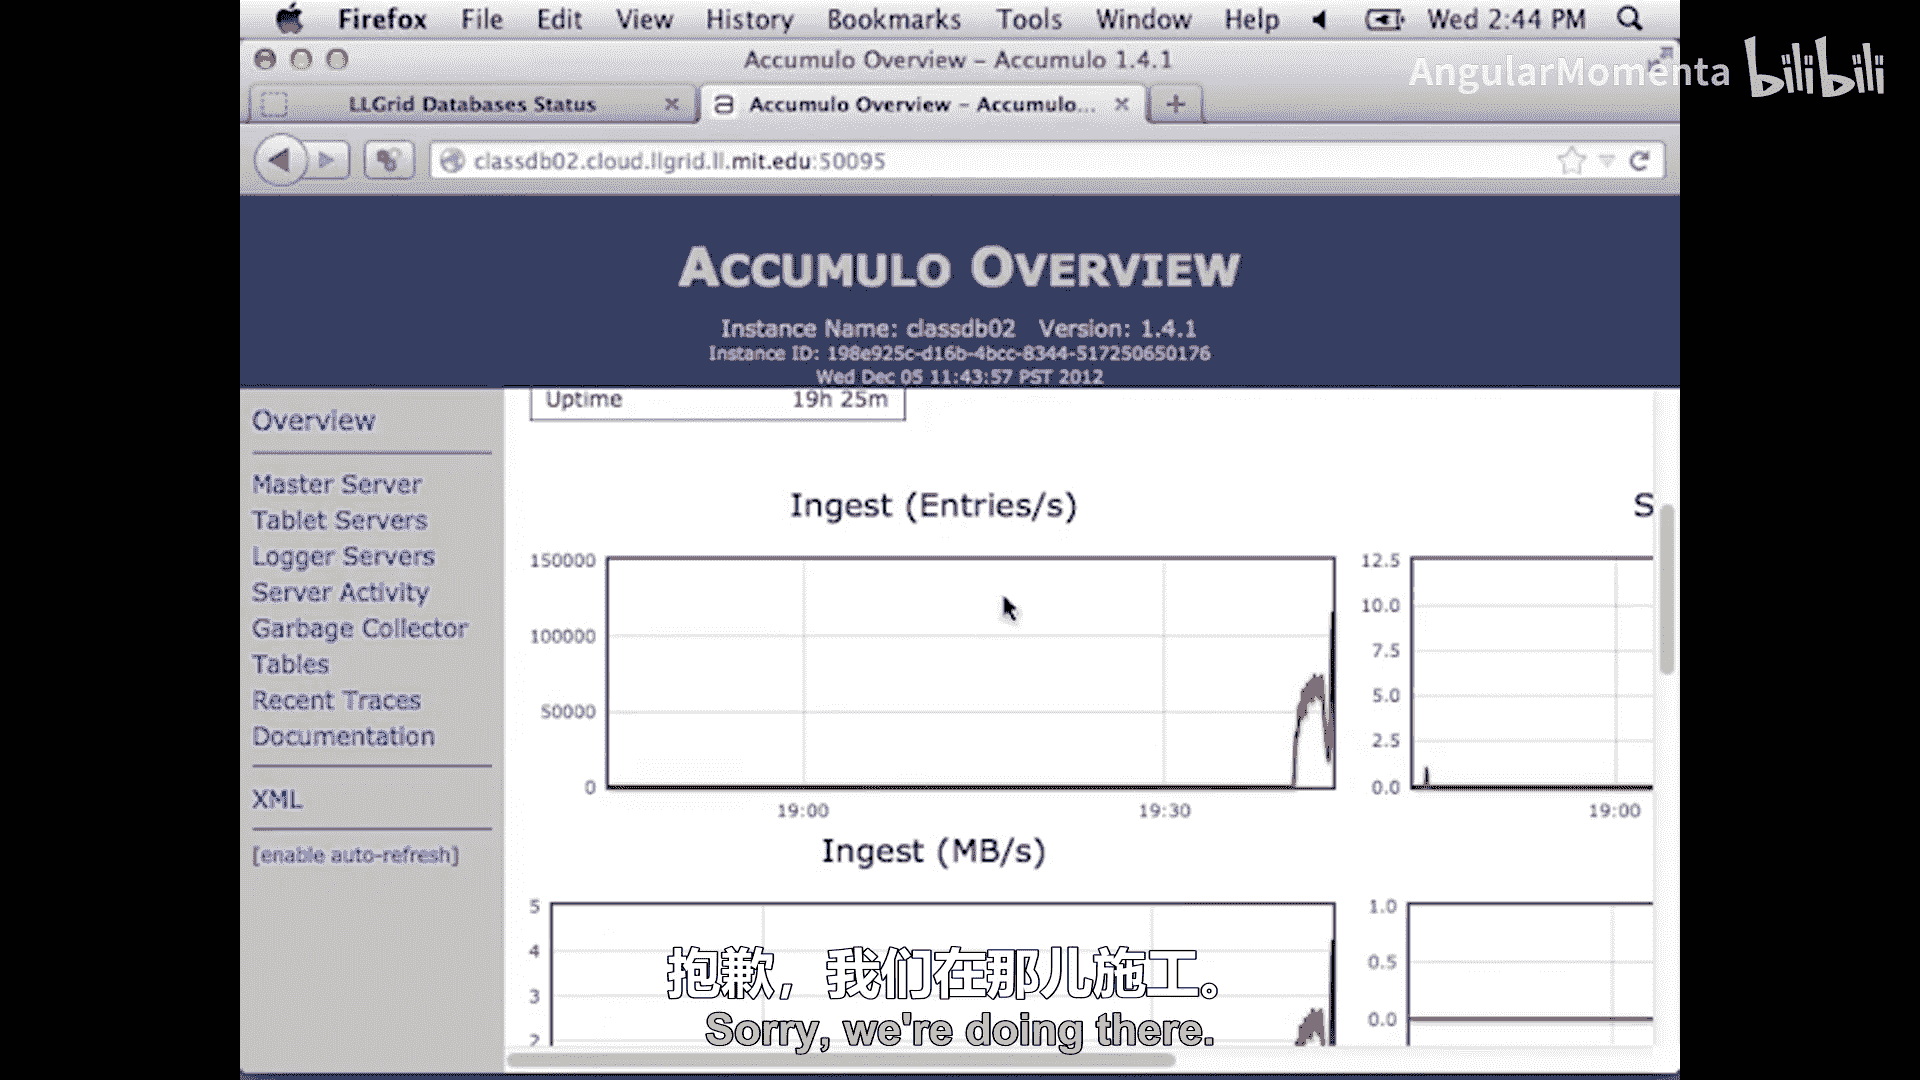 Firefox File Edit View History Bookmarks Tools Window Help Wed 2:44 PM
Accumulo Overview – Accumulo 1.4.1
AngularMomenta bilibili
LLGrid Databases Status
Accumulo Overview – Accumulo...
classdb02.cloud.llgrid.ll.mit.edu:50095
ACCUMULO OVERVIEW
Instance Name: classdb02 Version: 1.4.1
Instance ID: 198e925c-d16b-4bcc-8344-517250650176
Wed Dec 05 11:43:57 PST 2012
Overview
Master Server
Tablet Servers
Logger Servers
Server Activity
Garbage Collector
Tables
Recent Traces
Documentation
XML
[enable auto-refresh]
Uptime 19h 25m
Ingest (Entries/s)
150000
100000
50000
0
19:00 19:30
S
12.5
10.0
7.5
5.0
2.5
0.0
19:00
Ingest (MB/s)
5
4
3
2
1.0
0.5
0.0
抱歉，我们在那儿施工。
Sorry, we're doing there.